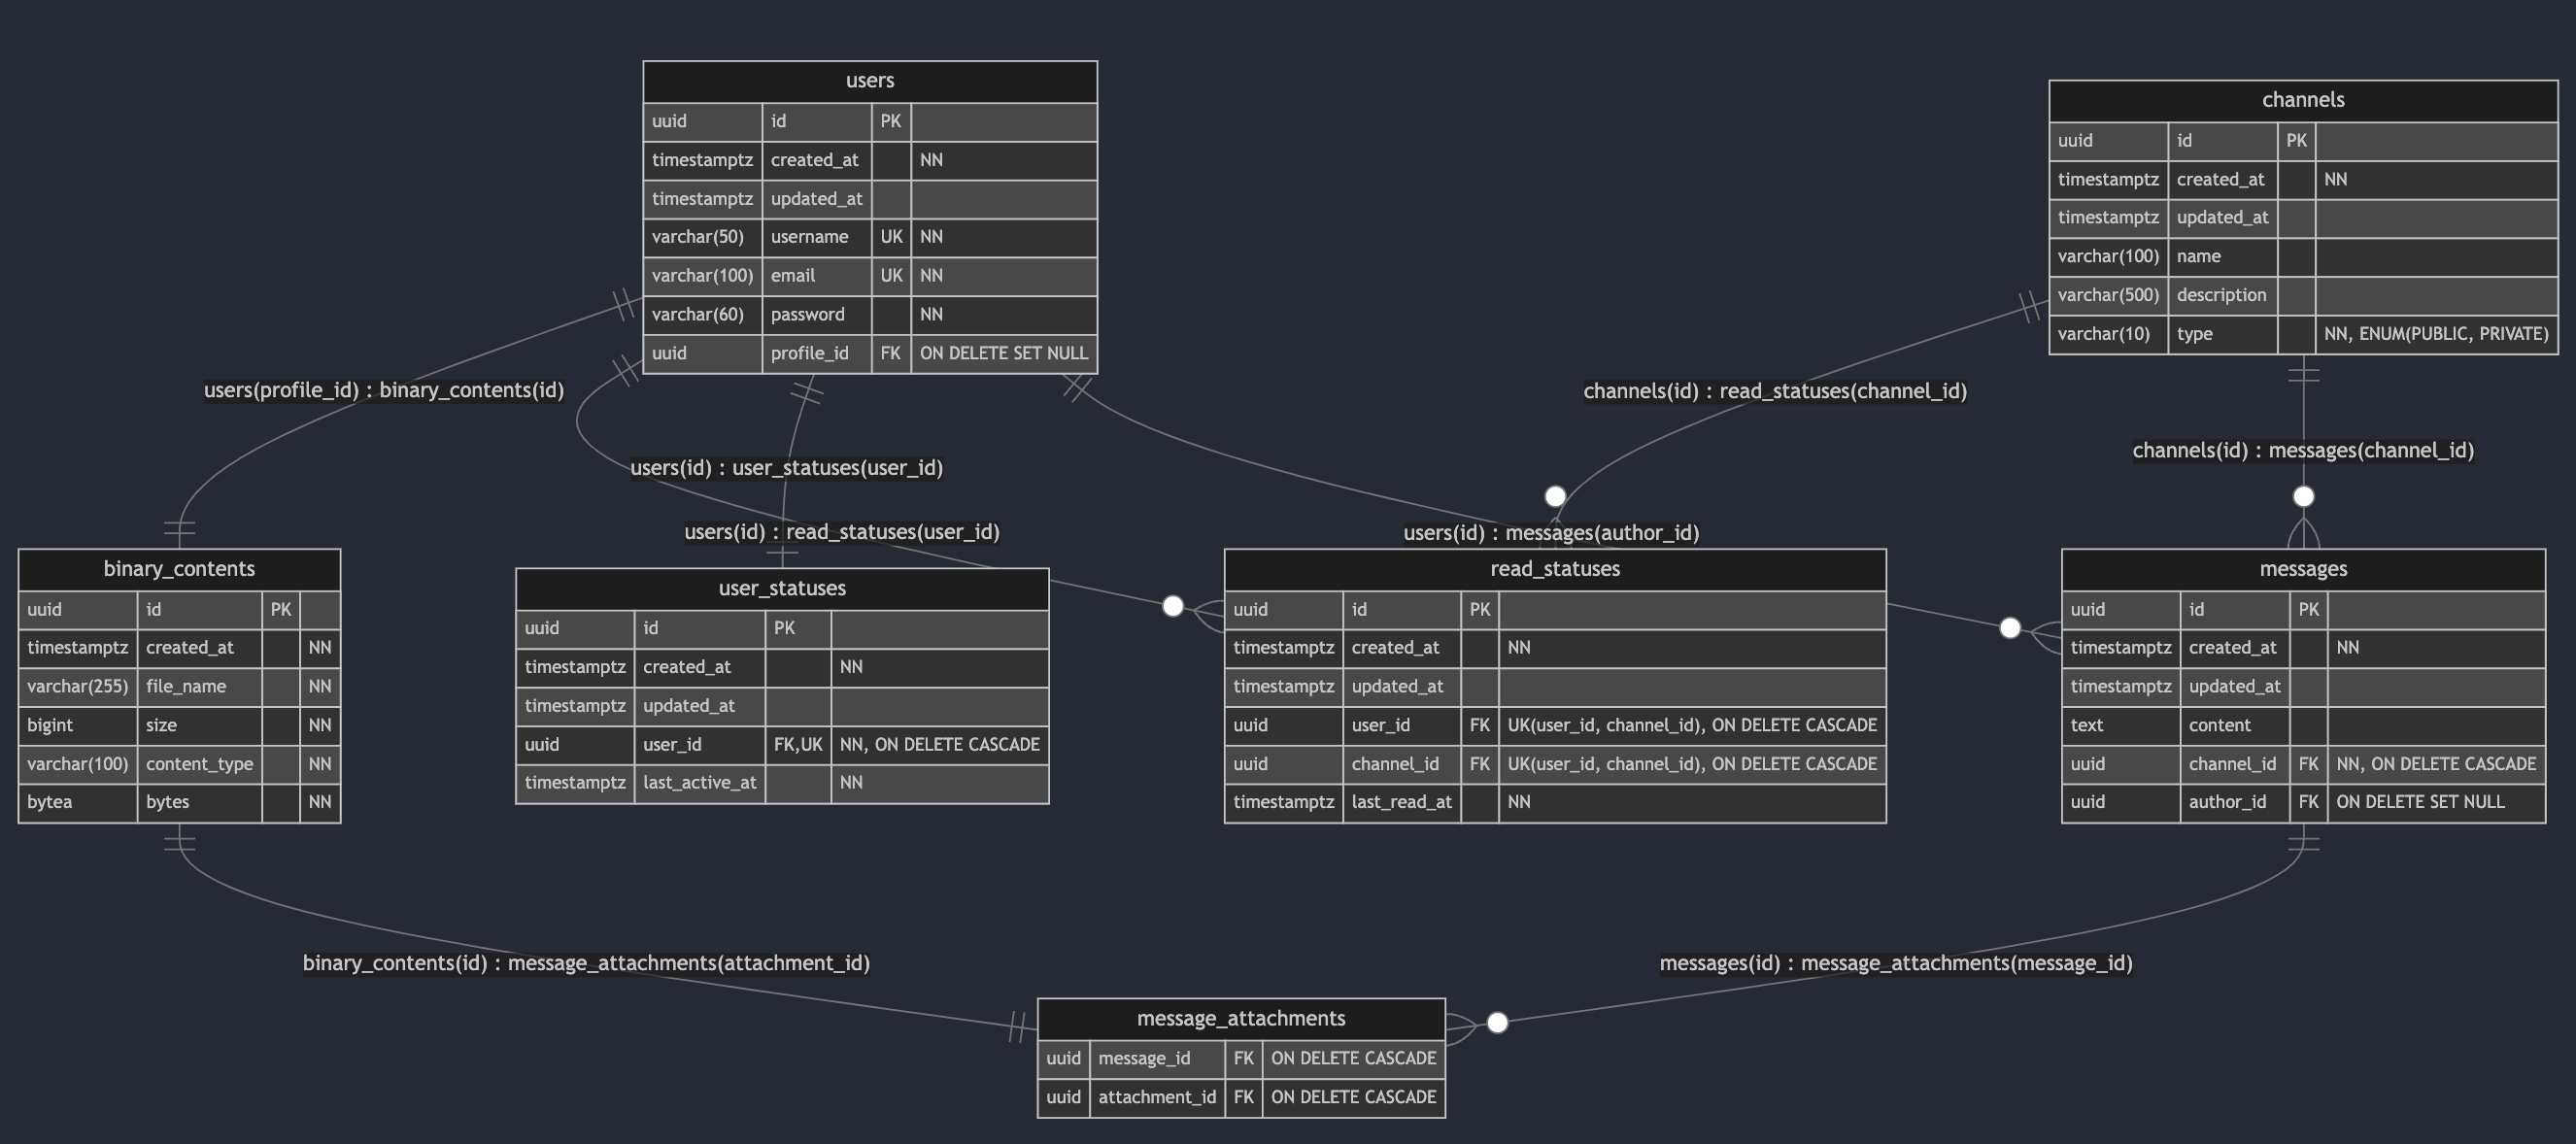 users
uuid id PK
timestamptz created_at NN
timestamptz updated_at
varchar(50) username UK NN
varchar(100) email UK NN
varchar(60) password NN
uuid profile_id FK ON DELETE SET NULL
channels
uuid id PK
timestamptz created_at NN
timestamptz updated_at
varchar(100) name
varchar(500) description
varchar(10) type NN, ENUM(PUBLIC, PRIVATE)
users(profile_id) : binary_contents(id)
channels(id) : read_statuses(channel_id)
channels(id) : messages(channel_id)
users(id) : user_statuses(user_id)
users(id) : read_statuses(user_id)
users(id) : messages(author_id)
binary_contents
uuid id PK
timestamptz created_at NN
varchar(255) file_name NN
bigint size NN
varchar(100) content_type NN
bytea bytes NN
user_statuses
uuid id PK
timestamptz created_at NN
timestamptz updated_at
uuid user_id FK,UK NN, ON DELETE CASCADE
timestamptz last_active_at NN
read_statuses
uuid id PK
timestamptz created_at NN
timestamptz updated_at
uuid user_id FK UK(user_id, channel_id), ON DELETE CASCADE
uuid channel_id FK UK(user_id, channel_id), ON DELETE CASCADE
timestamptz last_read_at NN
messages
uuid id PK
timestamptz created_at NN
timestamptz updated_at
text content
uuid channel_id FK NN, ON DELETE CASCADE
uuid author_id FK ON DELETE SET NULL
binary_contents(id) : message_attachments(attachment_id)
messages(id) : message_attachments(message_id)
message_attachments
uuid message_id FK ON DELETE CASCADE
uuid attachment_id FK ON DELETE CASCADE